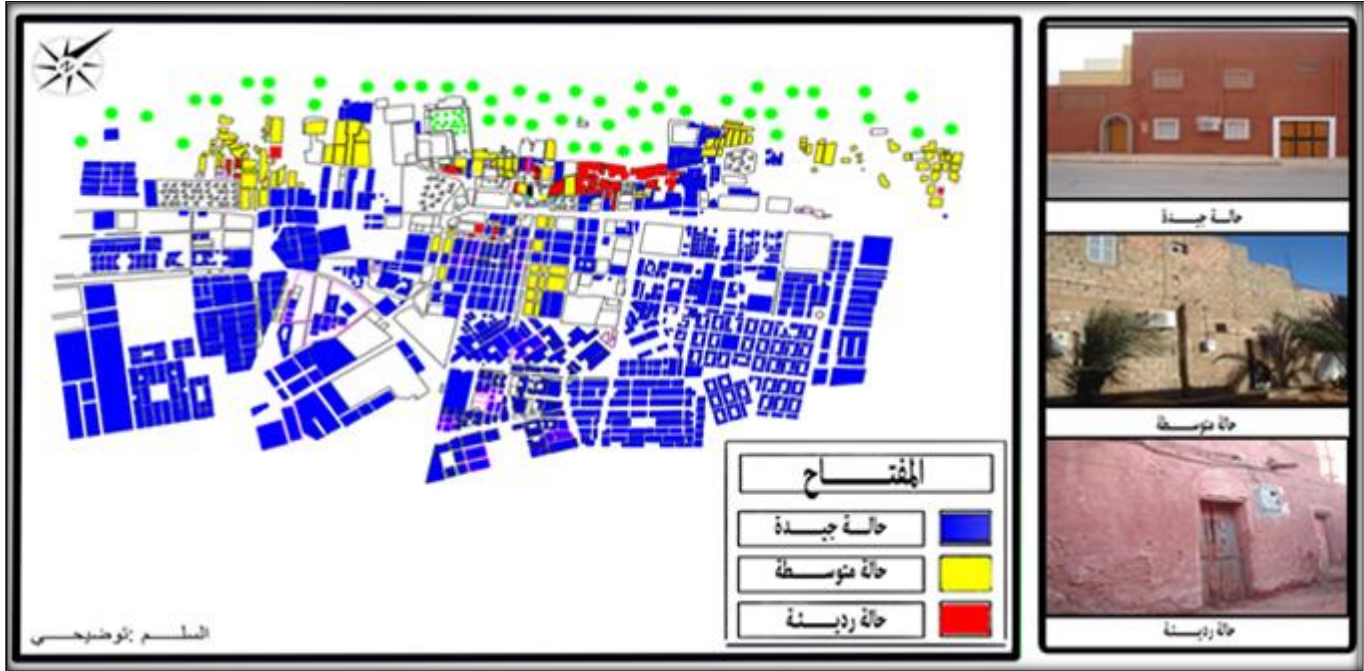 المفتاح
حالة جيدة
حالة متوسطة
حالة رديئة
السلم :توضيحي
حالة جيدة
حالة متوسطة
حالة رديئة